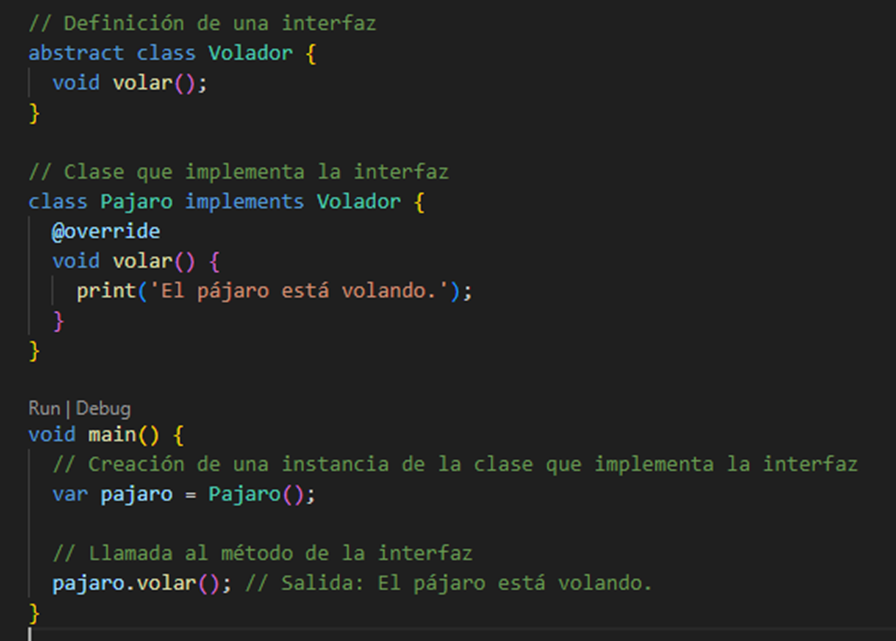 // Definición de una interfaz
abstract class Volador {
  void volar();
}

// Clase que implementa la interfaz
class Pajaro implements Volador {
  @override
  void volar() {
    print('El pájaro está volando.');
  }
}

Run | Debug
void main() {
  // Creación de una instancia de la clase que implementa la interfaz
  var pajaro = Pajaro();

  // Llamada al método de la interfaz
  pajaro.volar(); // Salida: El pájaro está volando.
}